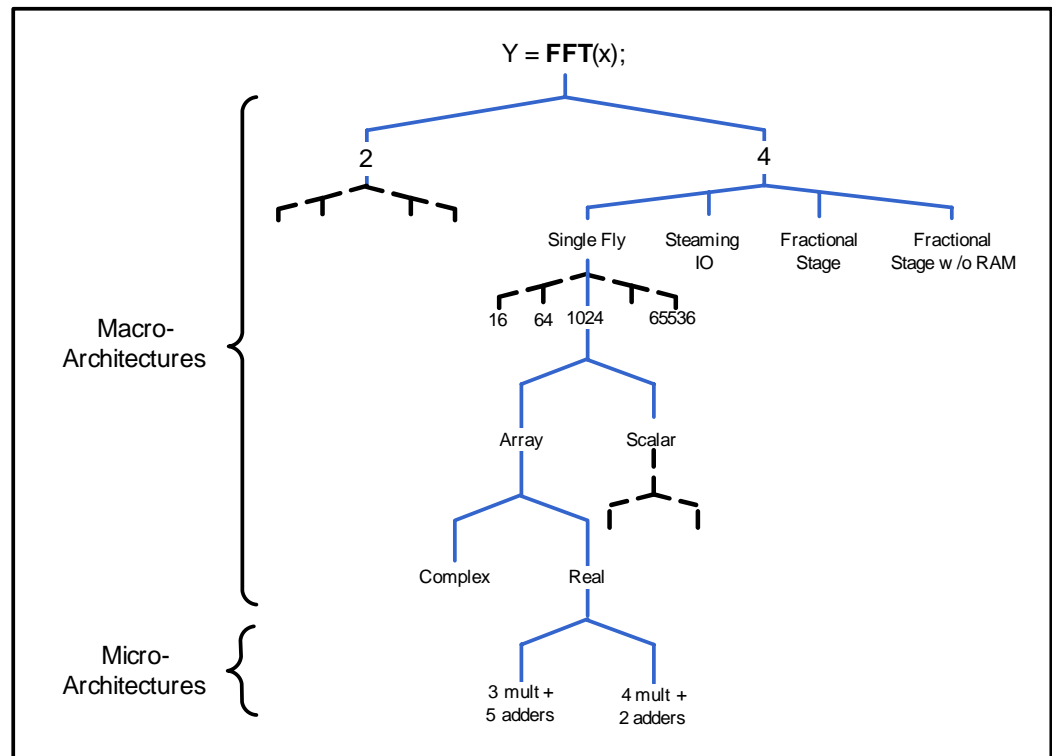 Y = FFT(x);
2
4
Single Fly
Steaming
IO
Fractional
Stage
Fractional
Stage w /o RAM
16
64
1024
65536
Macro-
Architectures
Array
Scalar
Complex
Real
Micro-
Architectures
3 mult +
5 adders
4 mult +
2 adders